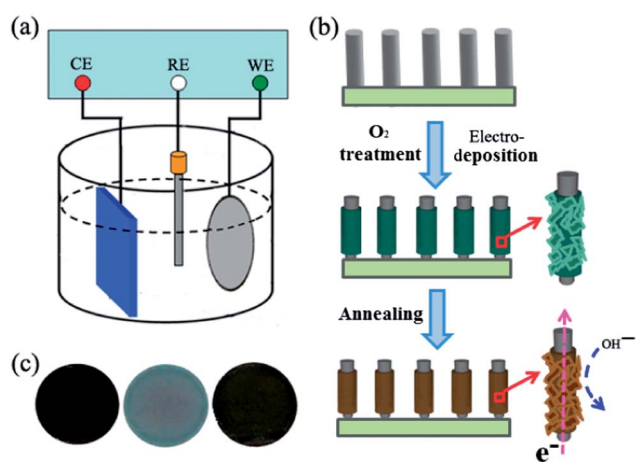 (a)
CE
RE
WE
(b)
O₂
treatment
Electro-
deposition
Annealing
OH⁻
e⁻
(c)